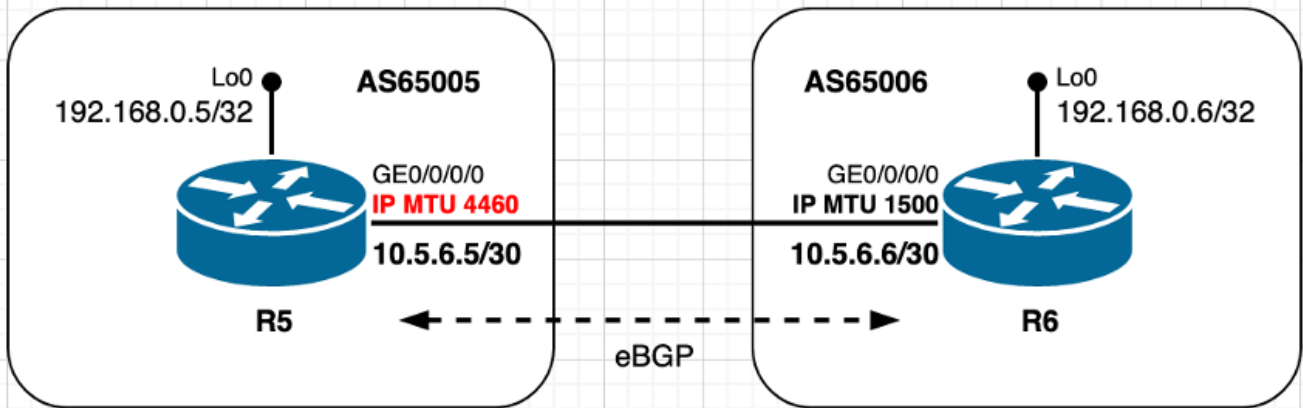 Lo0
192.168.0.5/32
AS65005
GE0/0/0/0
IP MTU 4460
10.5.6.5/30
R5
eBGP
AS65006
Lo0
192.168.0.6/32
GE0/0/0/0
IP MTU 1500
10.5.6.6/30
R6